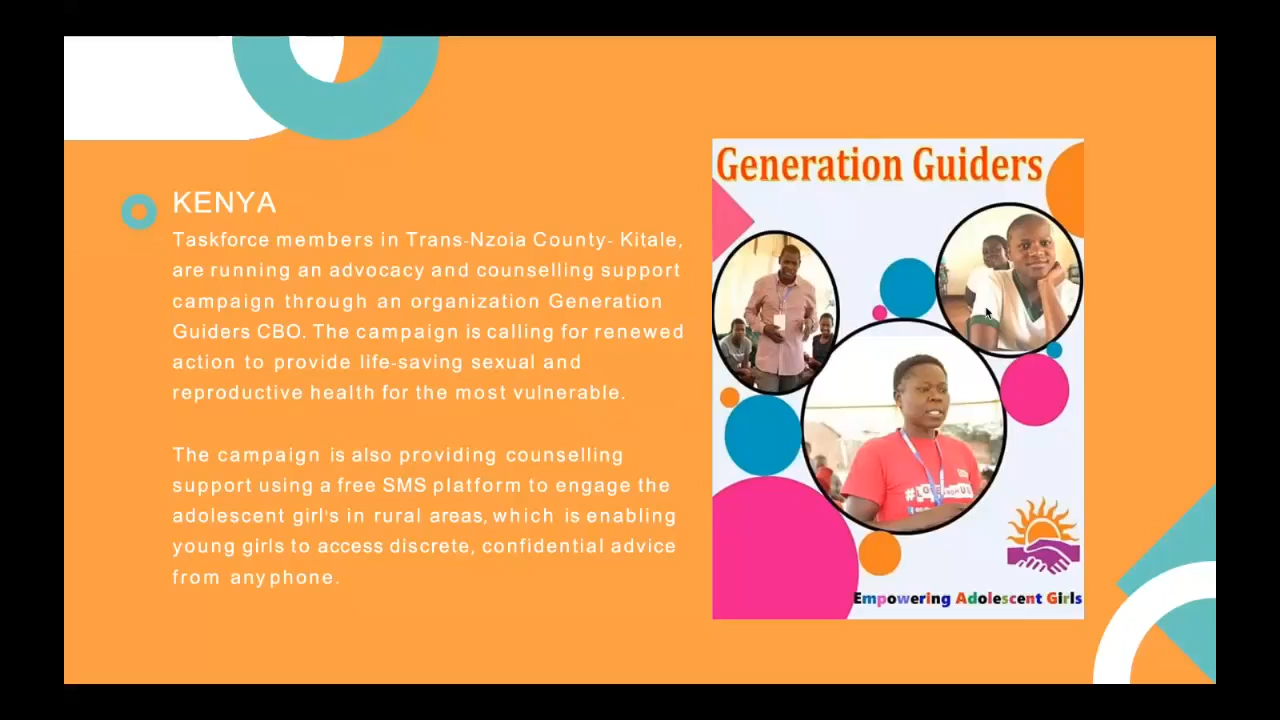 KENYA
Taskforce members in Trans-Nzoia County- Kitale,
are running an advocacy and counselling support
campaign through an organization Generation
Guiders CBO. The campaign is calling for renewed
action to provide life-saving sexual and
reproductive health for the most vulnerable.
The campaign is also providing counselling
support using a free SMS platform to engage the
adolescent girl's in rural areas, which is enabling
young girls to access discrete, confidential advice
from any phone.
Generation Guiders
Empowering Adolescent Girls